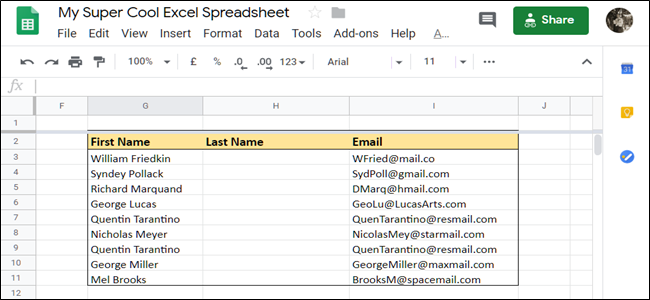 My Super Cool Excel Spreadsheet
File Edit View Insert Format Data Tools Add-ons Help A...
Share
100% £ % .0 .00 123 Arial 11
fx
F G H I J
1
2 First Name Last Name Email
3 William Friedkin WFried@mail.co
4 Syndey Pollack SydPoll@gmail.com
5 Richard Marquand DMarq@hmail.com
6 George Lucas GeoLu@LucasArts.com
7 Quentin Tarantino QuenTarantino@resmail.com
8 Nicholas Meyer NicolasMey@starmail.com
9 Quentin Tarantino QuenTarantino@resmail.com
10 George Miller GeorgeMiller@maxmail.com
11 Mel Brooks BrooksM@spacemail.com
12
31